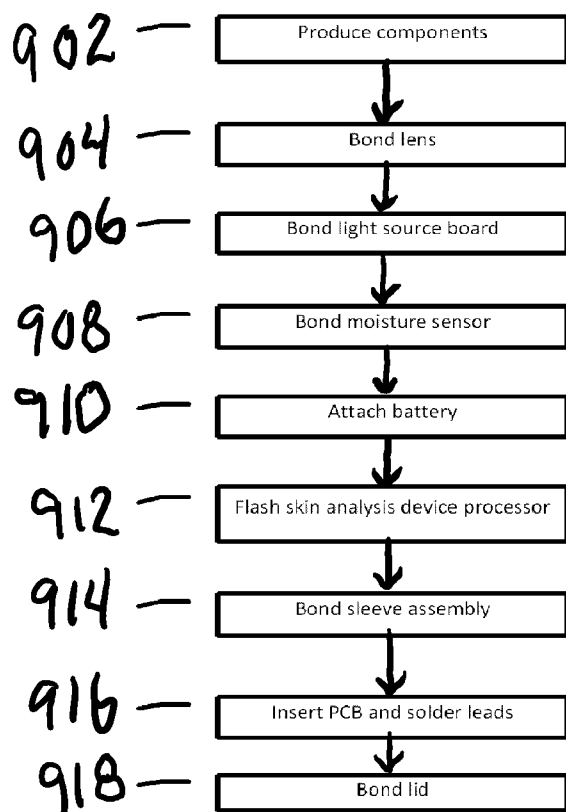 902 Produce components
904 Bond lens
906 Bond light source board
908 Bond moisture sensor
910 Attach battery
912 Flash skin analysis device processor
914 Bond sleeve assembly
916 Insert PCB and solder leads
918 Bond lid